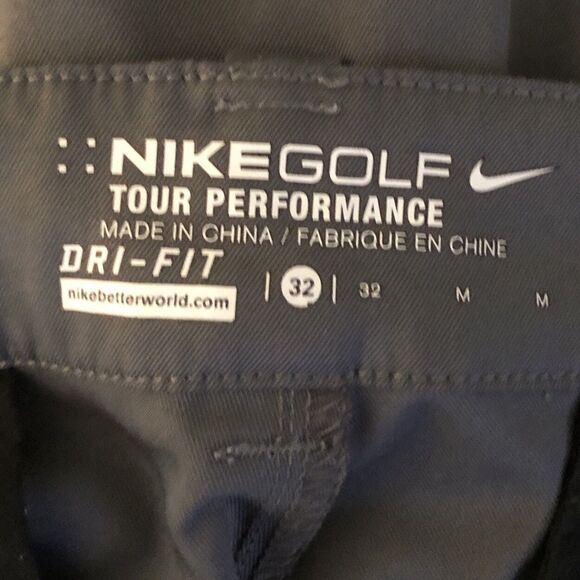 NIKEGOLF
TOUR PERFORMANCE
MADE IN CHINA / FABRIQUE EN CHINE
DRI-FIT
nikebetterworld.com
| 32 | 32 M M